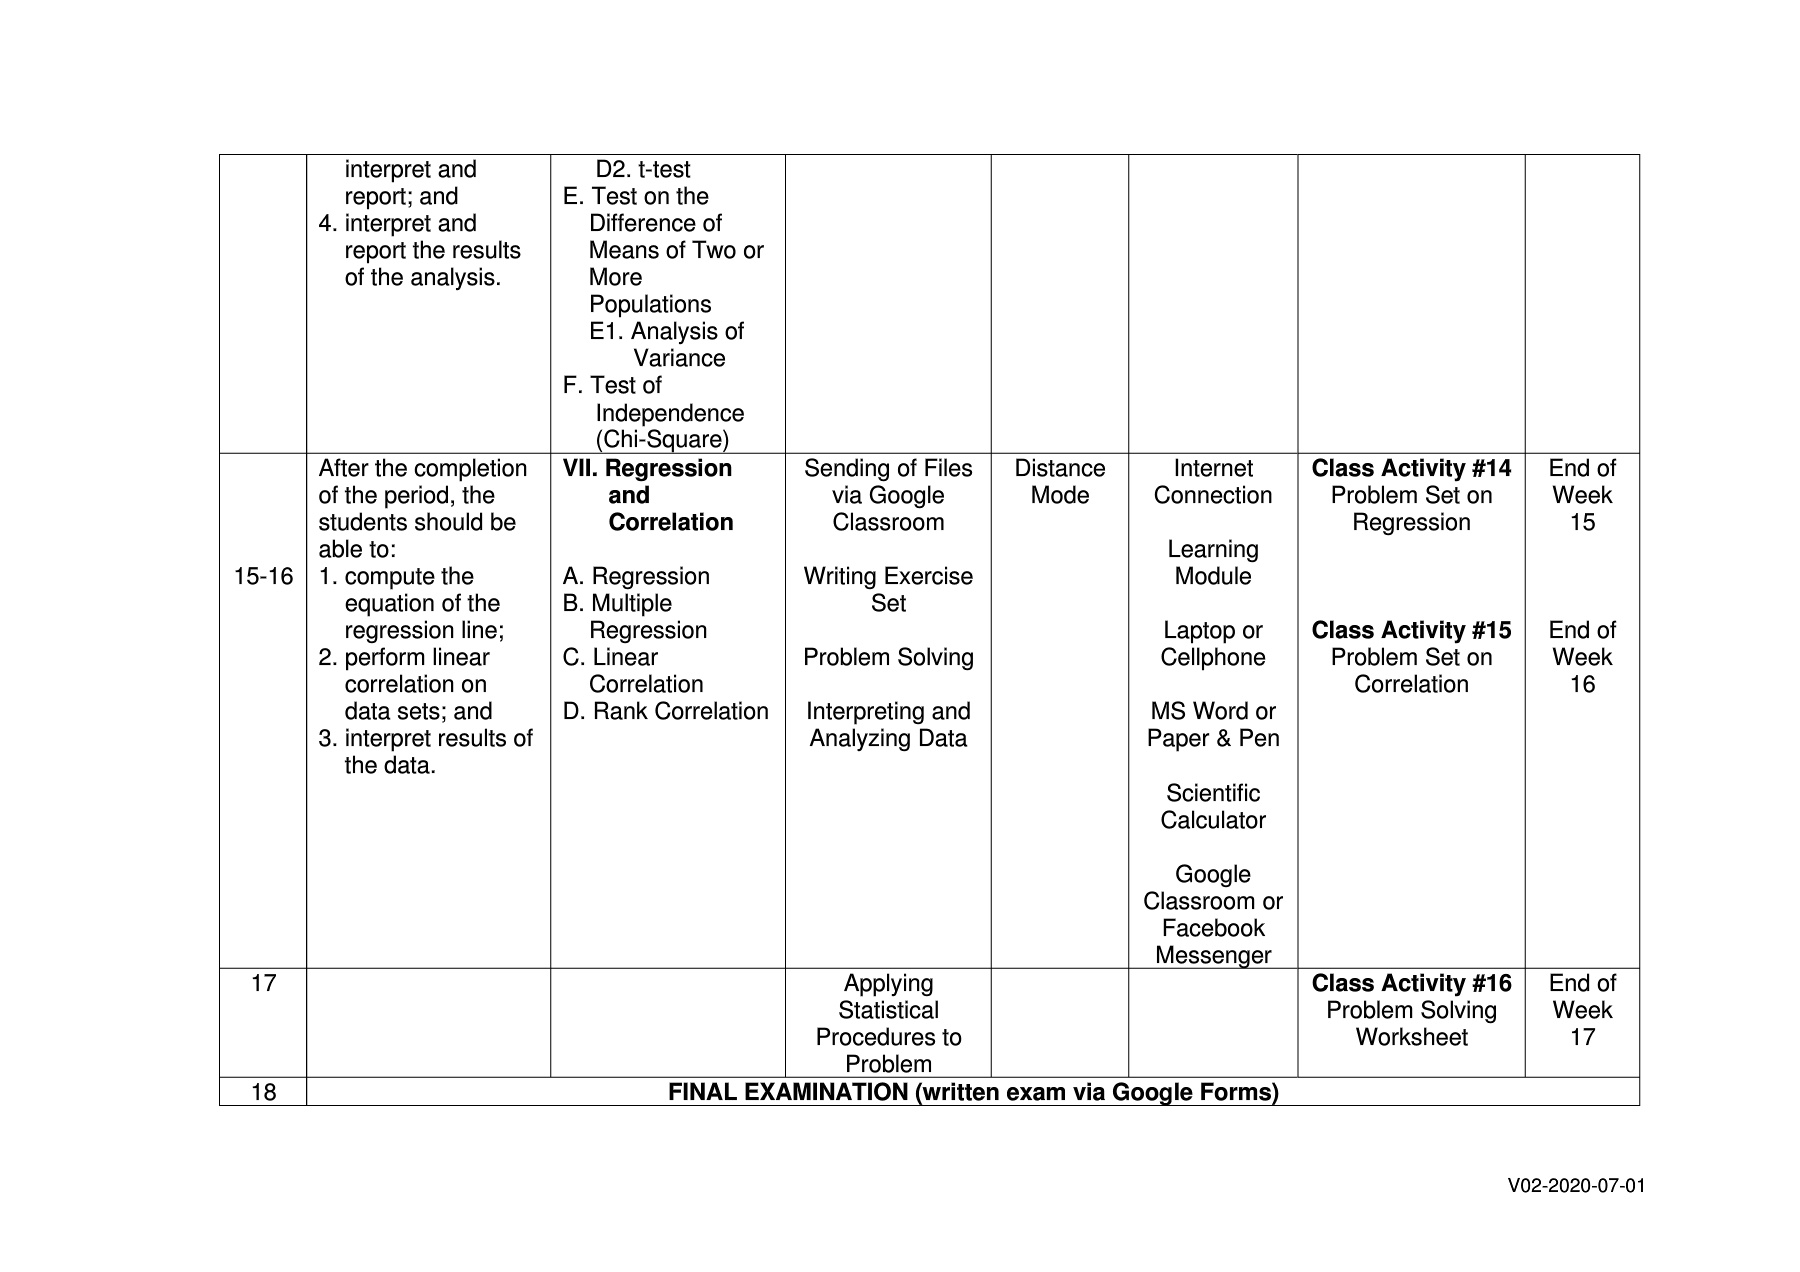 interpret and
report; and
4. interpret and
report the results
of the analysis.
D2. t-test
E. Test on the
Difference of
Means of Two or
More
Populations
E1. Analysis of
Variance
F. Test of
Independence
(Chi-Square)
15-16
After the completion
of the period, the
students should be
able to:
1. compute the
equation of the
regression line;
2. perform linear
correlation on
data sets; and
3. interpret results of
the data.
VII. Regression
and
Correlation
A. Regression
B. Multiple
Regression
C. Linear
Correlation
D. Rank Correlation
Sending of Files
via Google
Classroom
Writing Exercise
Set
Problem Solving
Interpreting and
Analyzing Data
Distance
Mode
Internet
Connection
Learning
Module
Laptop or
Cellphone
MS Word or
Paper & Pen
Scientific
Calculator
Google
Classroom or
Facebook
Messenger
Class Activity #14
Problem Set on
Regression
Class Activity #15
Problem Set on
Correlation
End of
Week
15
End of
Week
16
17
Applying
Statistical
Procedures to
Problem
Class Activity #16
Problem Solving
Worksheet
End of
Week
17
18
FINAL EXAMINATION (written exam via Google Forms)
V02-2020-07-01